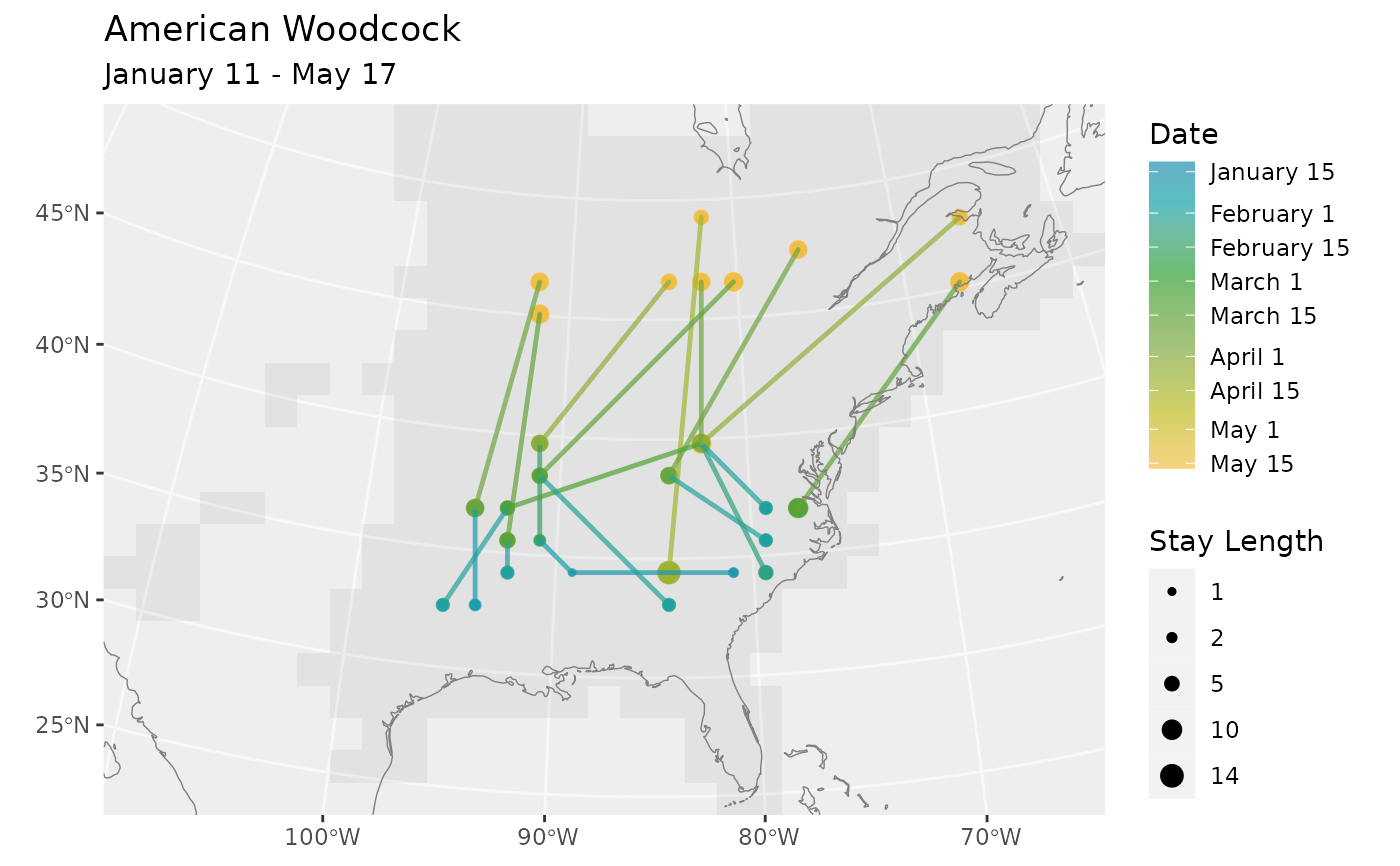 American Woodcock
January 11 - May 17
45°N
40°N
35°N
30°N
25°N
100°W
90°W
80°W
70°W
Date
January 15
February 1
February 15
March 1
March 15
April 1
April 15
May 1
May 15
Stay Length
1
2
5
10
14